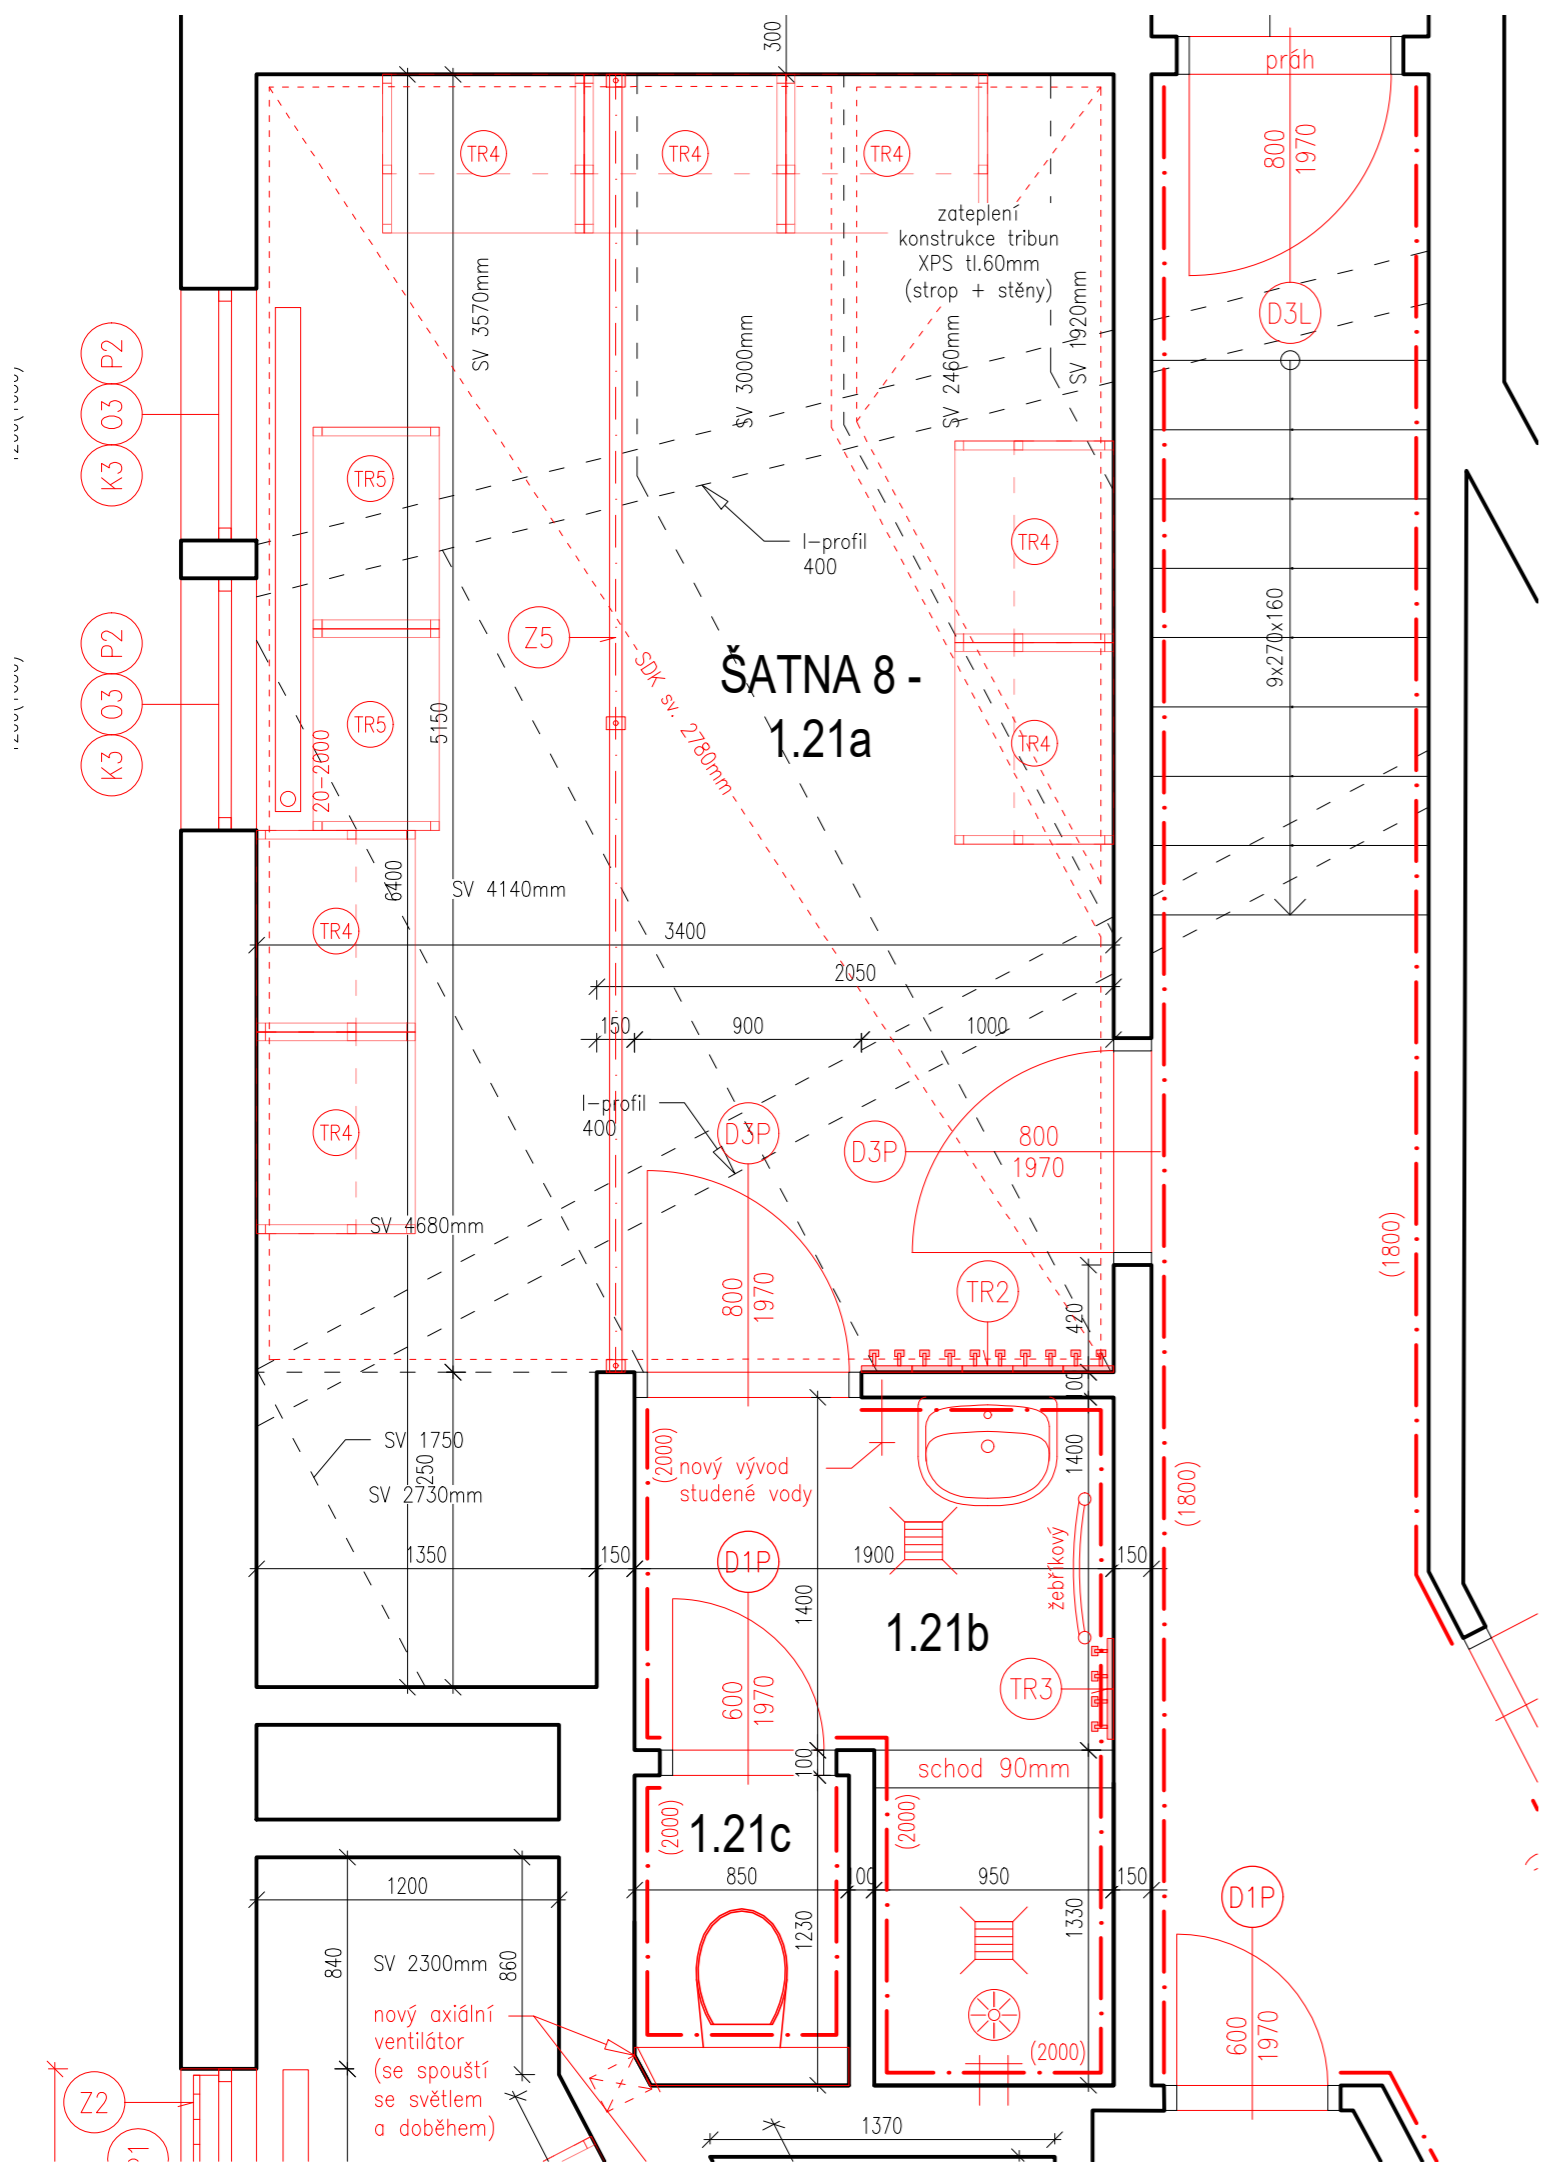 300
práh
800
1970
TR4
TR4
TR4
zateplení
konstrukce tribun
XPS tl.60mm
(strop + stěny)
D3L
SV 3570mm
SV 3000mm
SV 2460mm
SV 1920mm
P2
O3
K3
TR5
I-profil
400
TR4
9x270x160
P2
O3
K3
Z5
SDK sv. 2780mm
ŠATNA 8 -
1.21a
TR5
5150
20-2000
TR4
6400
SV 4140mm
TR4
3400
2050
150
900
1000
I-profil
400
D3P
D3P
800
1970
TR4
SV 4680mm
(1800)
800
1970
TR2
420
100
SV 1750
1250
SV 2730mm
(2000)
nový vývod
studené vody
1400
(1800)
1350
150
D1P
1900
150
žebříkový
1400
1.21b
600
1970
TR3
100
schod 90mm
(2000)
1.21c
(2000)
850
100
950
150
1200
D1P
1230
1330
840
SV 2300mm
860
nový axiální
ventilátor
(se spouští
se světlem
a doběhem)
(2000)
600
1970
Z2
1370